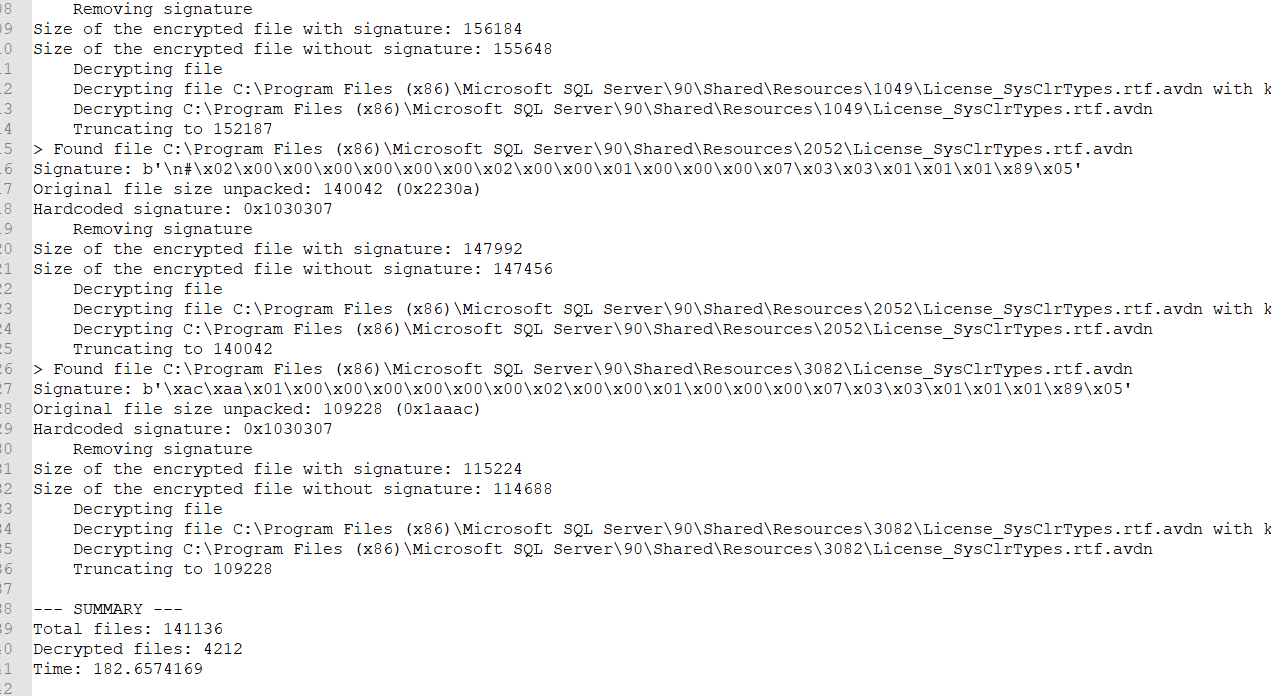 08 Removing signature
09 Size of the encrypted file with signature: 156184
10 Size of the encrypted file without signature: 155648
11 Decrypting file
12 Decrypting file C:\Program Files (x86)\Microsoft SQL Server\90\Shared\Resources\1049\License_SysClrTypes.rtf.avdn with k
13 Decrypting C:\Program Files (x86)\Microsoft SQL Server\90\Shared\Resources\1049\License_SysClrTypes.rtf.avdn
14 Truncating to 152187
15 > Found file C:\Program Files (x86)\Microsoft SQL Server\90\Shared\Resources\2052\License_SysClrTypes.rtf.avdn
16 Signature: b'\n#\x02\x00\x00\x00\x00\x00\x00\x02\x00\x00\x01\x00\x00\x00\x07\x03\x03\x01\x01\x01\x89\x05'
17 Original file size unpacked: 140042 (0x2230a)
18 Hardcoded signature: 0x1030307
19 Removing signature
20 Size of the encrypted file with signature: 147992
21 Size of the encrypted file without signature: 147456
22 Decrypting file
23 Decrypting file C:\Program Files (x86)\Microsoft SQL Server\90\Shared\Resources\2052\License_SysClrTypes.rtf.avdn with k
24 Decrypting C:\Program Files (x86)\Microsoft SQL Server\90\Shared\Resources\2052\License_SysClrTypes.rtf.avdn
25 Truncating to 140042
26 > Found file C:\Program Files (x86)\Microsoft SQL Server\90\Shared\Resources\3082\License_SysClrTypes.rtf.avdn
27 Signature: b'\xac\xaa\x01\x00\x00\x00\x00\x00\x00\x02\x00\x00\x01\x00\x00\x00\x07\x03\x03\x01\x01\x01\x89\x05'
28 Original file size unpacked: 109228 (0x1aaac)
29 Hardcoded signature: 0x1030307
30 Removing signature
31 Size of the encrypted file with signature: 115224
32 Size of the encrypted file without signature: 114688
33 Decrypting file
34 Decrypting file C:\Program Files (x86)\Microsoft SQL Server\90\Shared\Resources\3082\License_SysClrTypes.rtf.avdn with k
35 Decrypting C:\Program Files (x86)\Microsoft SQL Server\90\Shared\Resources\3082\License_SysClrTypes.rtf.avdn
36 Truncating to 109228
37
38 --- SUMMARY ---
39 Total files: 141136
40 Decrypted files: 4212
41 Time: 182.6574169
42